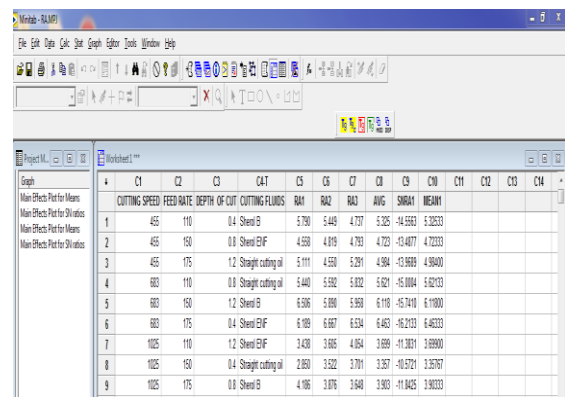 Minitab - RA.MPJ
File Edit Data Calc Stat Graph Editor Tools Window Help
Project M...
Worksheet 1 ***
Graph
Main Effects Plot for Means
Main Effects Plot for SN ratios
Main Effects Plot for Means
Main Effects Plot for SN ratios
C1 C2 C3 C4-T C5 C6 C7 C8 C9 C10 C11 C12 C13 C14
CUTTING SPEED FEED RATE DEPTH OF CUT CUTTING FLUIDS RA1 RA2 RA3 AVG SNRA1 MEAN1
1 455 110 0.4 Sherol B 5.790 5.449 4.737 5.325 -14.5563 5.32533
2 455 150 0.8 Sherol ENF 4.558 4.819 4.793 4.723 -13.4877 4.72333
3 455 175 1.2 Straight cutting oil 5.111 4.550 5.291 4.984 -13.9689 4.98400
4 683 110 0.8 Straight cutting oil 5.440 5.592 5.832 5.621 -15.0004 5.62133
5 683 150 1.2 Sherol B 6.506 5.890 5.958 6.118 -15.7410 6.11800
6 683 175 0.4 Sherol ENF 6.189 6.667 6.534 6.463 -16.2133 6.46333
7 1025 110 1.2 Sherol ENF 3.438 3.605 4.054 3.699 -11.3831 3.69900
8 1025 150 0.4 Straight cutting oil 2.850 3.522 3.701 3.357 -10.5721 3.35767
9 1025 175 0.8 Sherol B 4.186 3.876 3.648 3.903 -11.8425 3.90333